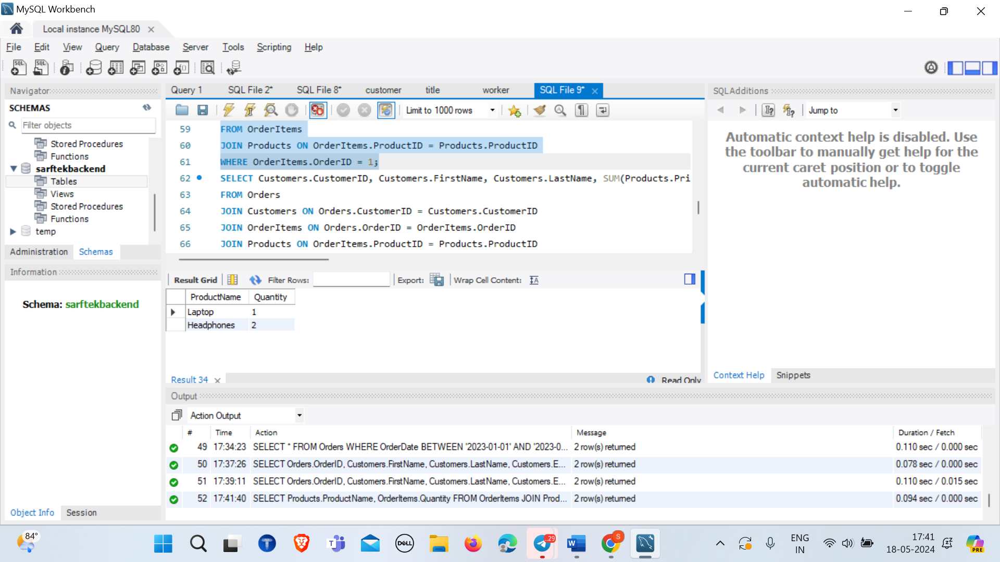 MySQL Workbench
Local instance MySQL80
File Edit View Query Database Server Tools Scripting Help
Navigator
SCHEMAS
Filter objects
Stored Procedures
Functions
sarftekbackend
Tables
Views
Stored Procedures
Functions
temp
Administration Schemas
Information
Schema: sarftekbackend
Object Info Session
Query 1 SQL File 2* SQL File 8* customer title worker SQL File 9*
Limit to 1000 rows
59 FROM OrderItems
60 JOIN Products ON OrderItems.ProductID = Products.ProductID
61 WHERE OrderItems.OrderID = 1;
62 SELECT Customers.CustomerID, Customers.FirstName, Customers.LastName, SUM(Products.Pri
63 FROM Orders
64 JOIN Customers ON Orders.CustomerID = Customers.CustomerID
65 JOIN OrderItems ON Orders.OrderID = OrderItems.OrderID
66 JOIN Products ON OrderItems.ProductID = Products.ProductID
Result Grid Filter Rows: Export: Wrap Cell Content:
ProductName Quantity
Laptop 1
Headphones 2
Result 34 Read Only
SQLAdditions
Jump to
Automatic context help is disabled. Use
the toolbar to manually get help for the
current caret position or to toggle
automatic help.
Context Help Snippets
Output
Action Output
# Time Action Message Duration / Fetch
49 17:34:23 SELECT * FROM Orders WHERE OrderDate BETWEEN '2023-01-01' AND '2023-0... 2 row(s) returned 0.110 sec / 0.000 sec
50 17:37:26 SELECT Orders.OrderID, Customers.FirstName, Customers.LastName, Customers.E... 2 row(s) returned 0.078 sec / 0.000 sec
51 17:39:11 SELECT Orders.OrderID, Customers.FirstName, Customers.LastName, Customers.E... 2 row(s) returned 0.110 sec / 0.015 sec
52 17:41:40 SELECT Products.ProductName, OrderItems.Quantity FROM OrderItems JOIN Prod... 2 row(s) returned 0.094 sec / 0.000 sec
84°
DELL
..29
S
ENG
IN
17:41
18-05-2024
PRE